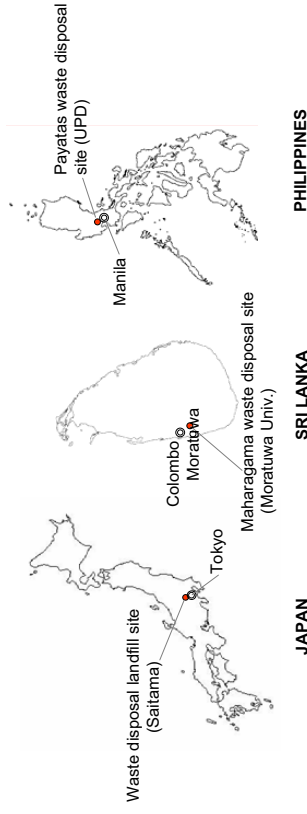 Waste disposal landfill site
(Saitama)
Tokyo
JAPAN
Colombo
Moratuwa
Maharagama waste disposal site
(Moratuwa Univ.)
SRI LANKA
Payatas waste disposal
site (UPD)
Manila
PHILIPPINES